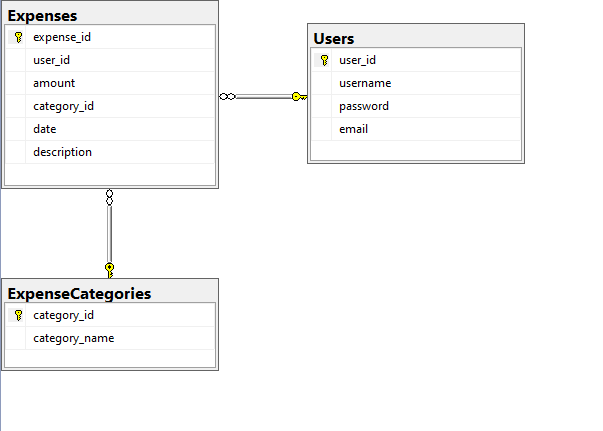 Expenses
expense_id
user_id
amount
category_id
date
description
Users
user_id
username
password
email
ExpenseCategories
category_id
category_name